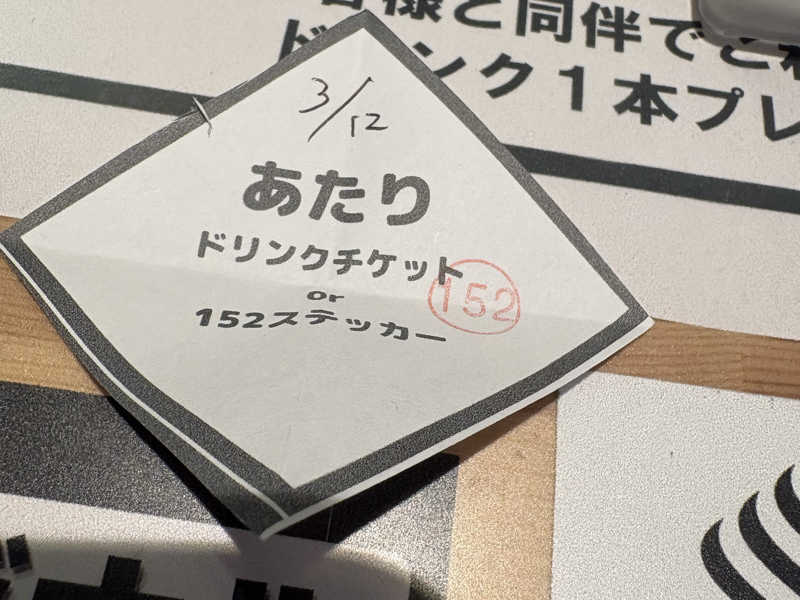 客様と同伴でご
ドリンク1本プレ
3/12
あたり
ドリンクチケット
or
152ステッカー
152